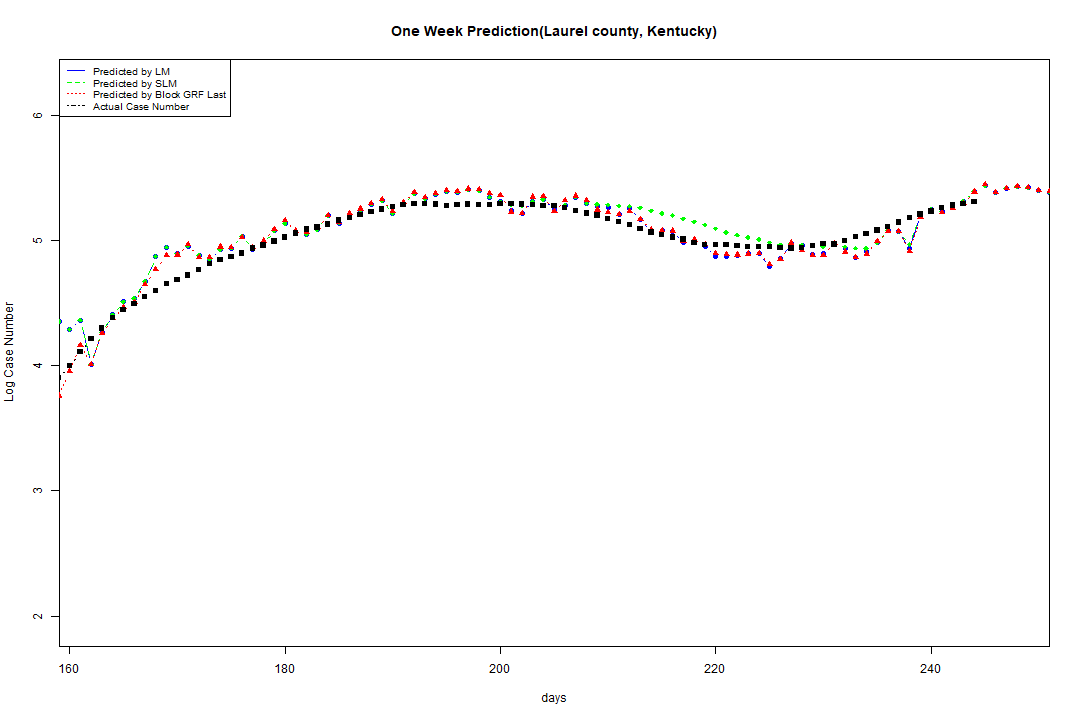 One Week Prediction(Laurel county, Kentucky)
Predicted by LM
Predicted by SLM
Predicted by Block GRF Last
Actual Case Number
6
5
4
3
2
Log Case Number
160 180 200 220 240
days